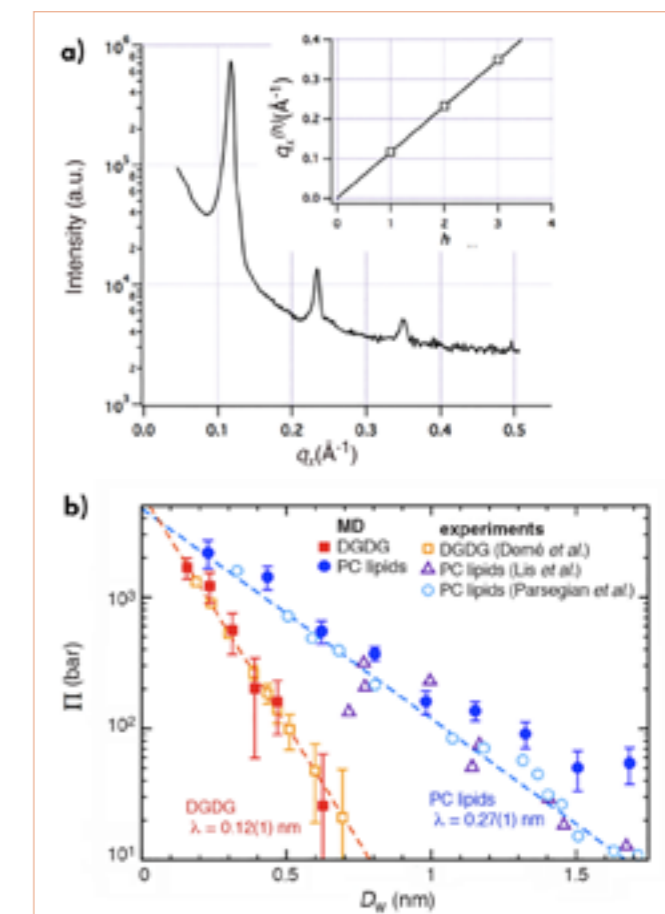 a)
Intensity (a.u.)
10⁶
10⁵
10⁴
10³
0.0 0.1 0.2 0.3 0.4 0.5
qₓ(Å⁻¹)
0.4
0.3
0.2
0.1
0.0
0 1 2 3 4
h
b)
Π (bar)
10³
10²
10¹
MD
DGDG
PC lipids
experiments
DGDG (Demé et al.)
PC lipids (Lis et al.)
PC lipids (Parsegian et al.)
DGDG
λ = 0.12(1) nm
PC lipids
λ = 0.27(1) nm
0 0.5 1 1.5
D_w (nm)